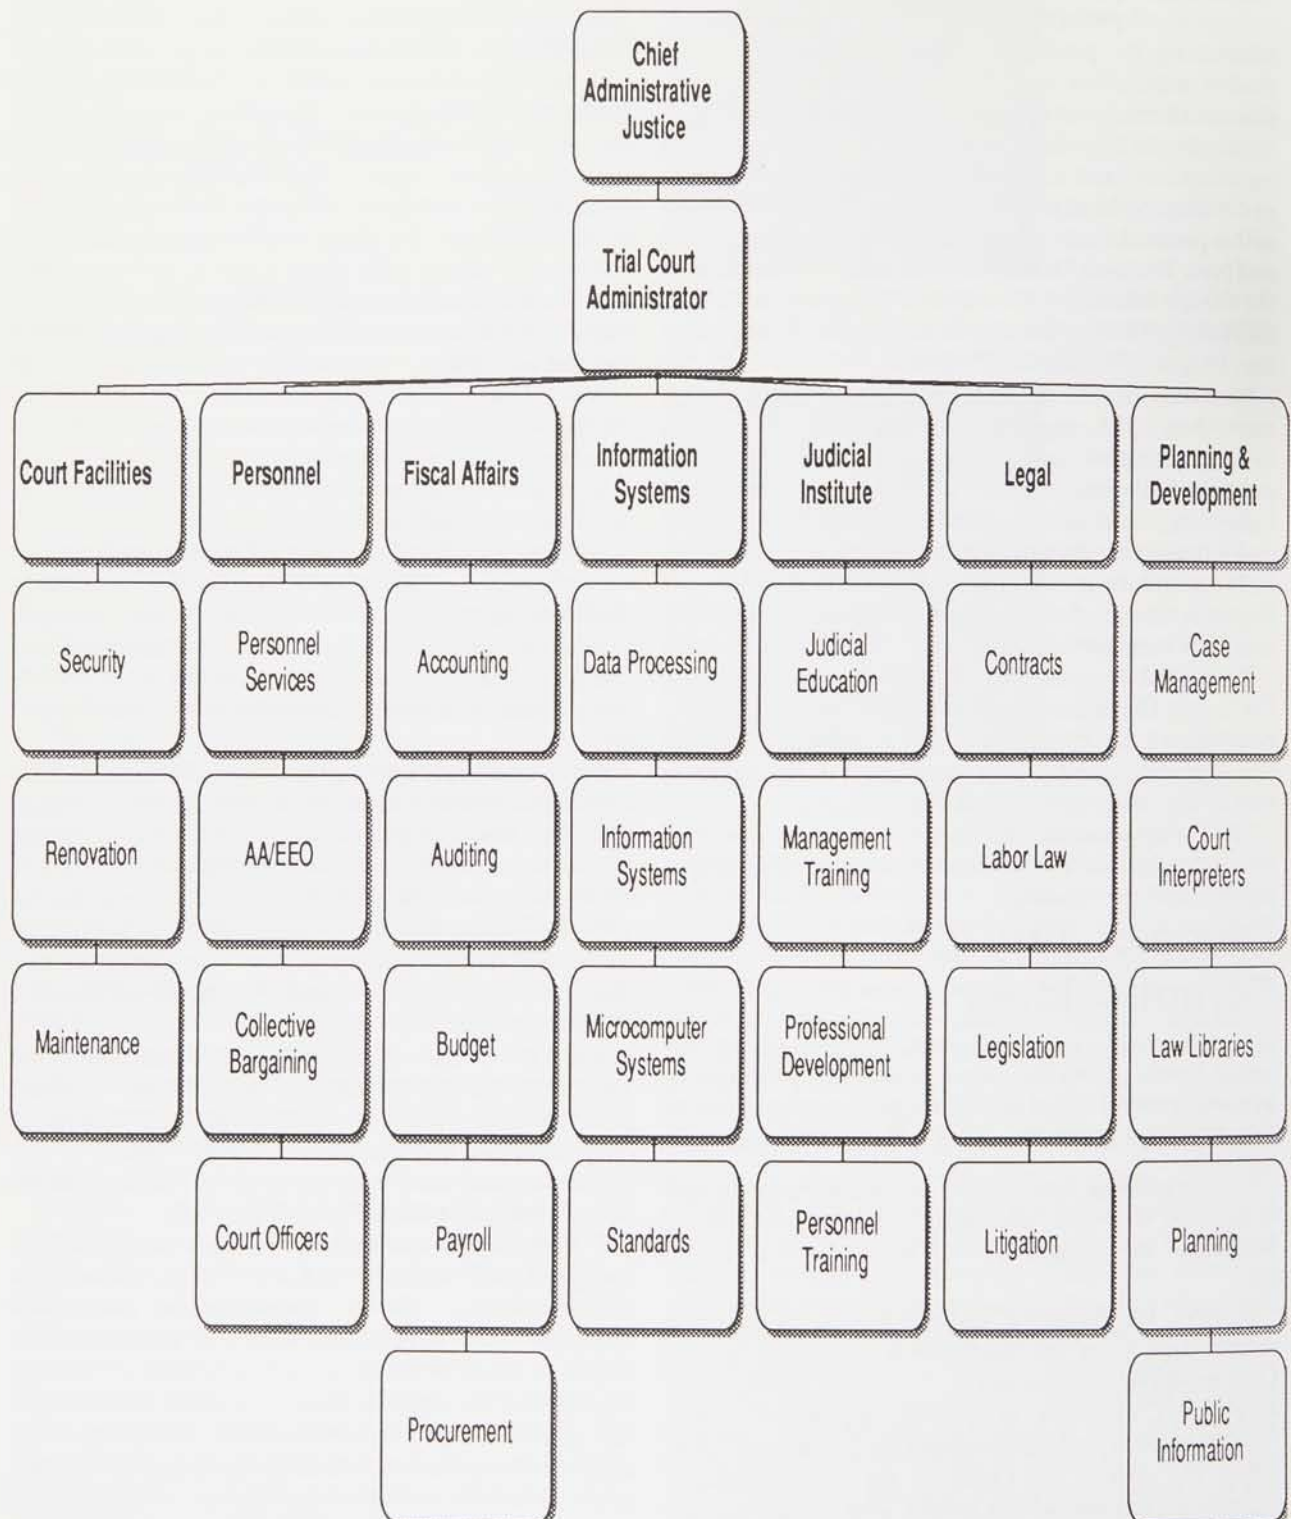 Chief
Administrative
Justice
Trial Court
Administrator
Court Facilities
Personnel
Fiscal Affairs
Information
Systems
Judicial
Institute
Legal
Planning &
Development
Security
Personnel
Services
Accounting
Data Processing
Judicial
Education
Contracts
Case
Management
Renovation
AA/EEO
Auditing
Information
Systems
Management
Training
Labor Law
Court
Interpreters
Maintenance
Collective
Bargaining
Budget
Microcomputer
Systems
Professional
Development
Legislation
Law Libraries
Court Officers
Payroll
Standards
Personnel
Training
Litigation
Planning
Procurement
Public
Information